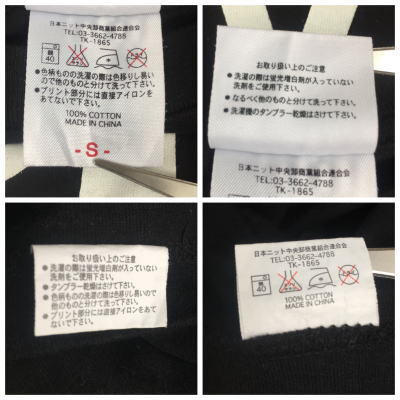 日本ニット中央卸商業組合連合会
TEL:03-3662-4788
TK-1865
40
●色柄ものの洗濯の際は色移りし易い
ので他のものと分けて洗って下さい。
●プリント部分には直接アイロンを
あてないで下さい。
100% COTTON
MADE IN CHINA
-S-
お取り扱い上のご注意
●洗濯の際は蛍光増白剤が入っていない
洗剤をご使用下さい。
●なるべく他のものと分けて洗って下さい。
●洗濯機のタンブラー乾燥はさけて下さい。
日本ニット中央卸商業組合連合会
TEL:03-3662-4788
TK-1865
お取り扱い上のご注意
●洗濯の際は蛍光増白剤が入っていない
洗剤をご使用下さい。
●タンブラー乾燥はさけて下さい。
●色柄ものの洗濯の際は色移りし易いので
他のものと分けて洗って下さい。
●プリント部分には直接アイロンをあ
てないで下さい。
日本ニット中央卸商業組合連合会
TEL:03-3662-4788
TK-1865
40
100% COTTON
MADE IN CHINA